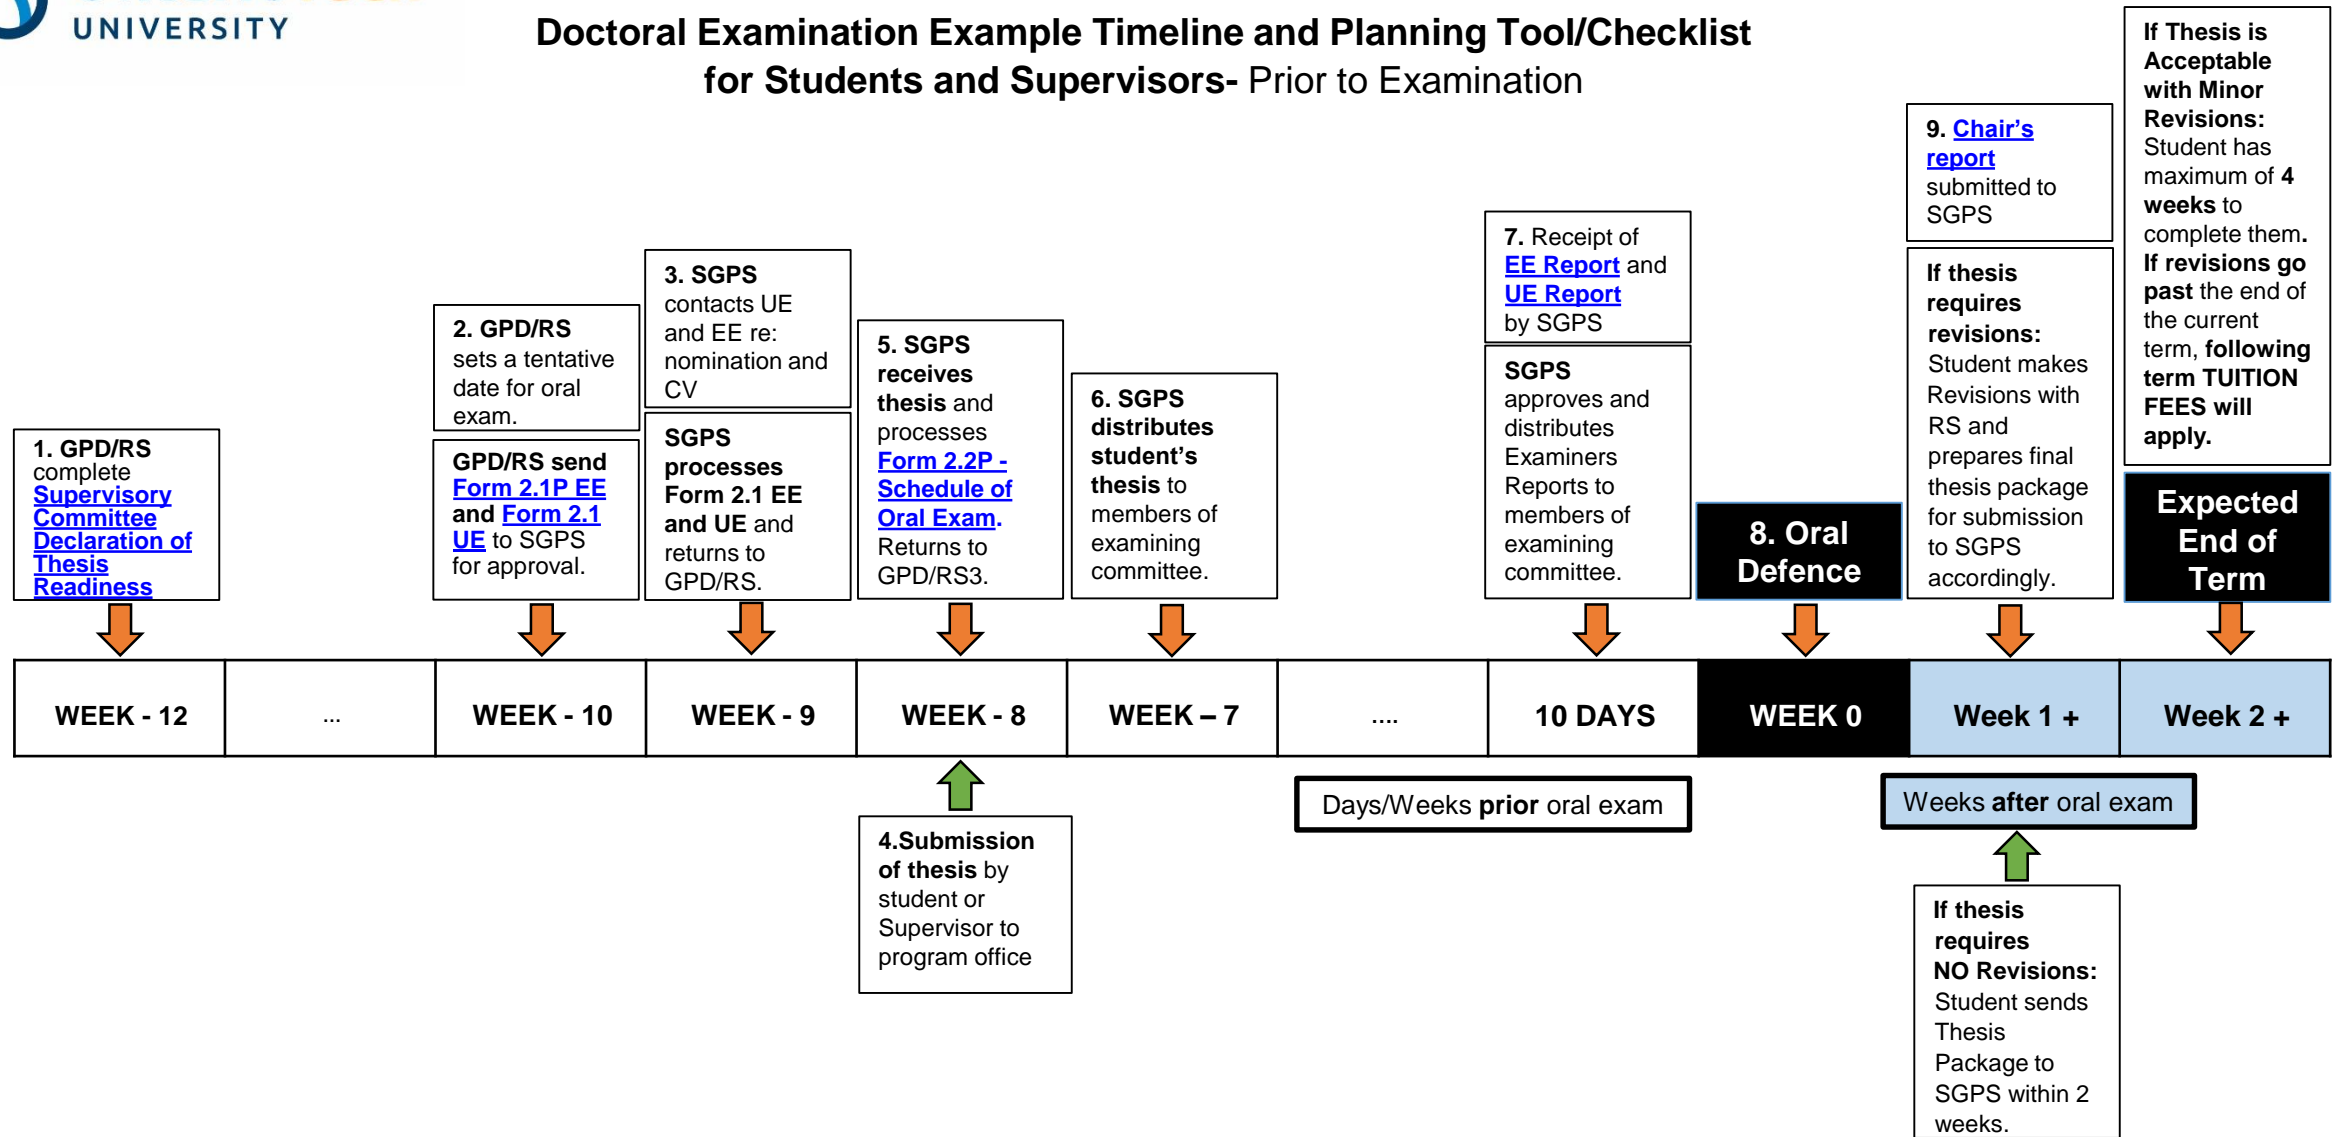 UNIVERSITY
Doctoral Examination Example Timeline and Planning Tool/Checklist
for Students and Supervisors- Prior to Examination
1. GPD/RS
complete
Supervisory
Committee
Declaration of
Thesis
Readiness
2. GPD/RS
sets a tentative
date for oral
exam.
GPD/RS send
Form 2.1P EE
and Form 2.1
UE to SGPS
for approval.
3. SGPS
contacts UE
and EE re:
nomination and
CV
SGPS
processes
Form 2.1 EE
and UE and
returns to
GPD/RS.
5. SGPS
receives
thesis and
processes
Form 2.2P -
Schedule of
Oral Exam.
Returns to
GPD/RS3.
6. SGPS
distributes
student’s
thesis to
members of
examining
committee.
7. Receipt of
EE Report and
UE Report
by SGPS
SGPS
approves and
distributes
Examiners
Reports to
members of
examining
committee.
8. Oral
Defence
9. Chair’s
report
submitted to
SGPS
If thesis
requires
revisions:
Student makes
Revisions with
RS and
prepares final
thesis package
for submission
to SGPS
accordingly.
If Thesis is
Acceptable
with Minor
Revisions:
Student has
maximum of 4
weeks to
complete them.
If revisions go
past the end of
the current
term, following
term TUITION
FEES will
apply.
Expected
End of
Term
WEEK - 12
...
WEEK - 10
WEEK - 9
WEEK - 8
WEEK – 7
....
10 DAYS
WEEK 0
Week 1 +
Week 2 +
4.Submission
of thesis by
student or
Supervisor to
program office
Days/Weeks prior oral exam
Weeks after oral exam
If thesis
requires
NO Revisions:
Student sends
Thesis
Package to
SGPS within 2
weeks.